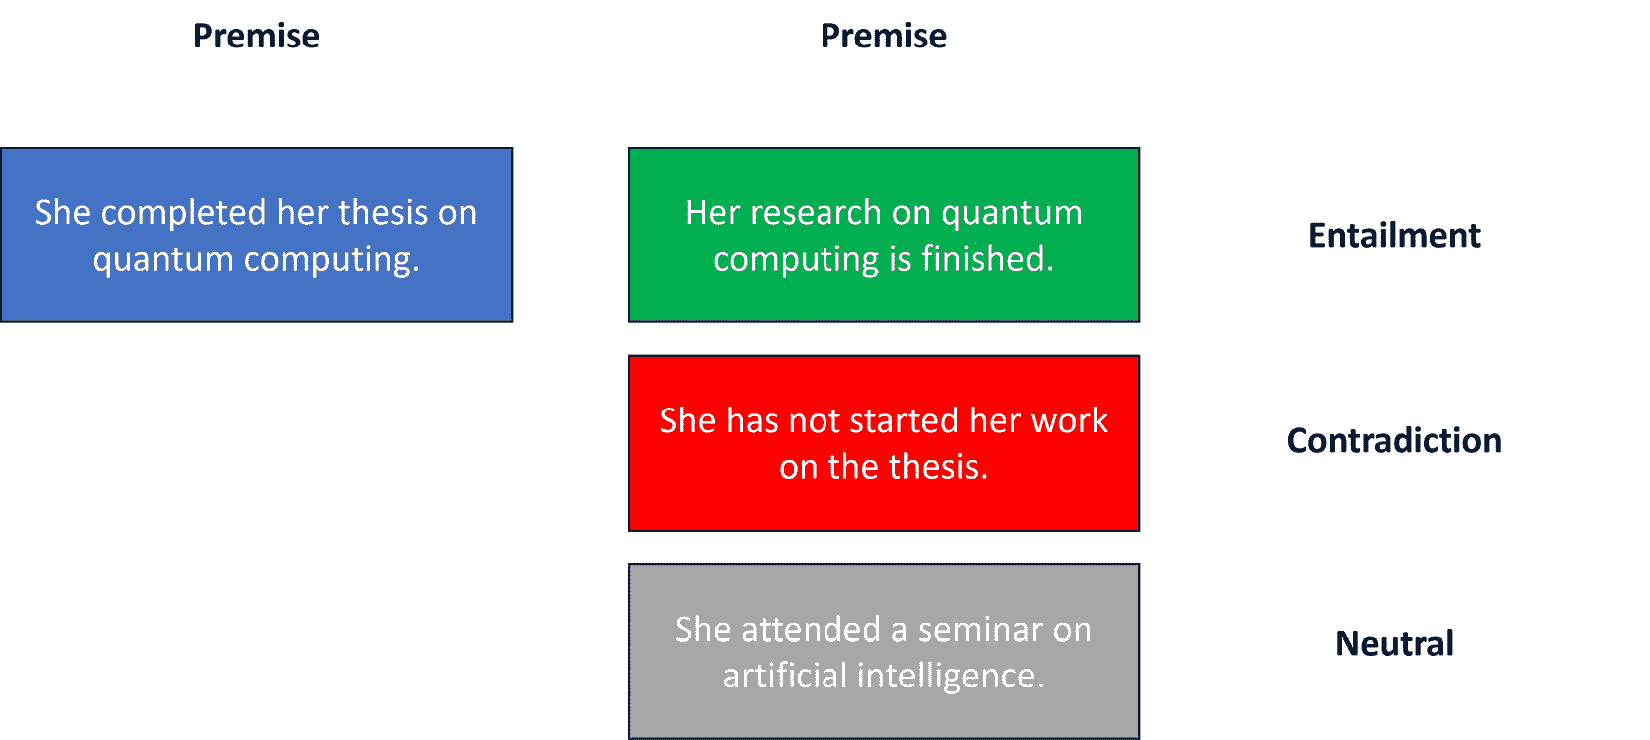 Premise
Premise
She completed her thesis on
quantum computing.
Her research on quantum
computing is finished.
Entailment
She has not started her work
on the thesis.
Contradiction
She attended a seminar on
artificial intelligence.
Neutral